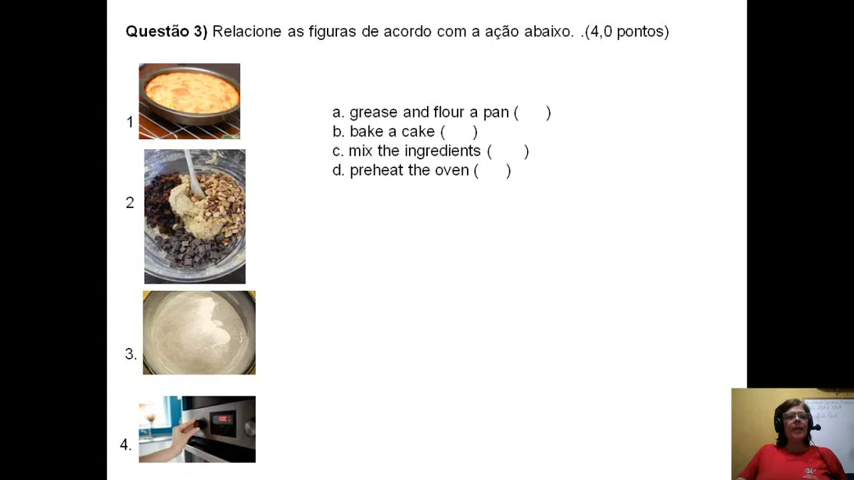 Questão 3) Relacione as figuras de acordo com a ação abaixo. .(4,0 pontos)
1
a. grease and flour a pan (     )
b. bake a cake (     )
c. mix the ingredients (     )
d. preheat the oven (     )
2
3.
4.